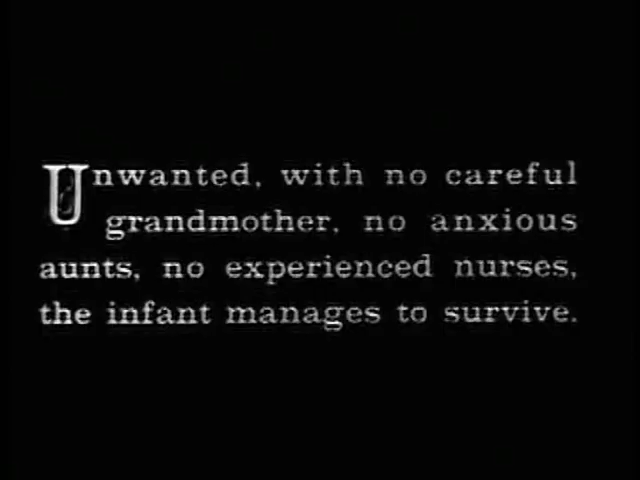 Unwanted, with no careful
grandmother, no anxious
aunts, no experienced nurses,
the infant manages to survive.